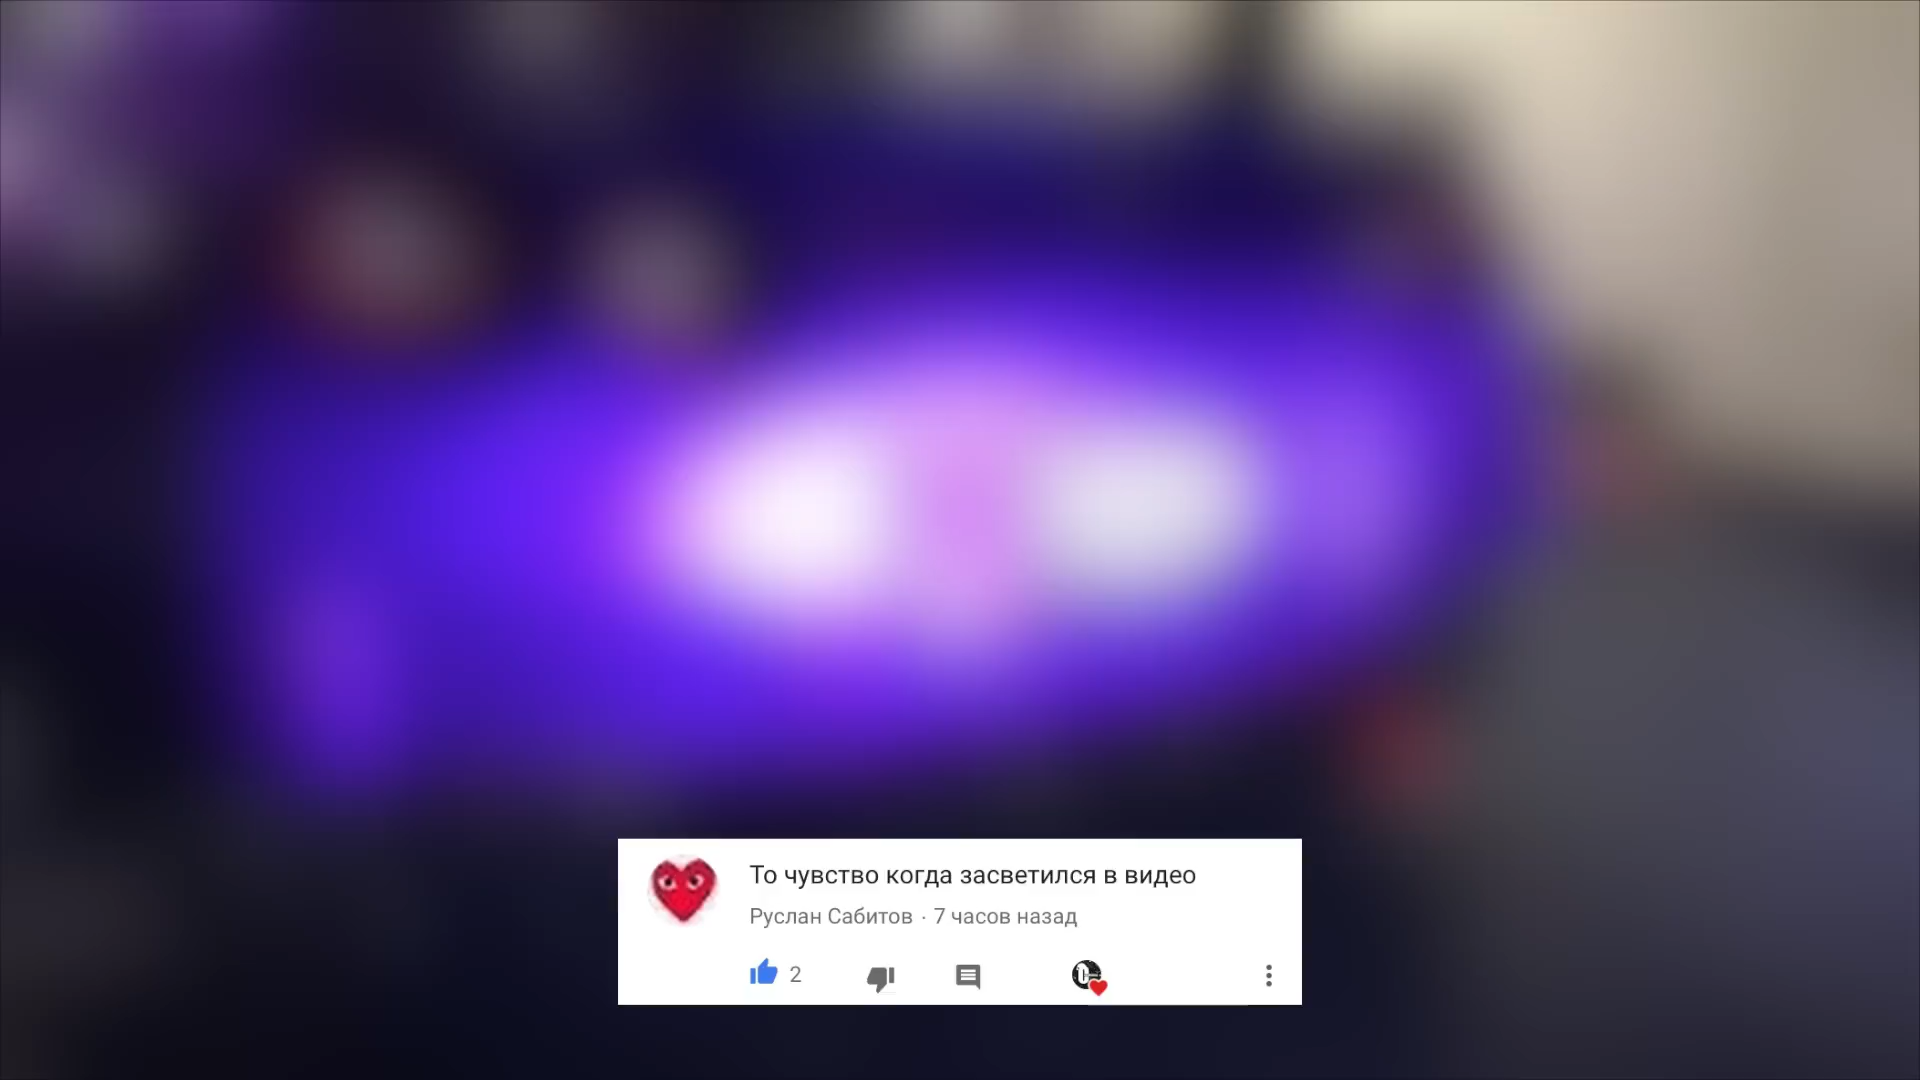 То чувство когда засветился в видео
Руслан Сабитов · 7 часов назад
2